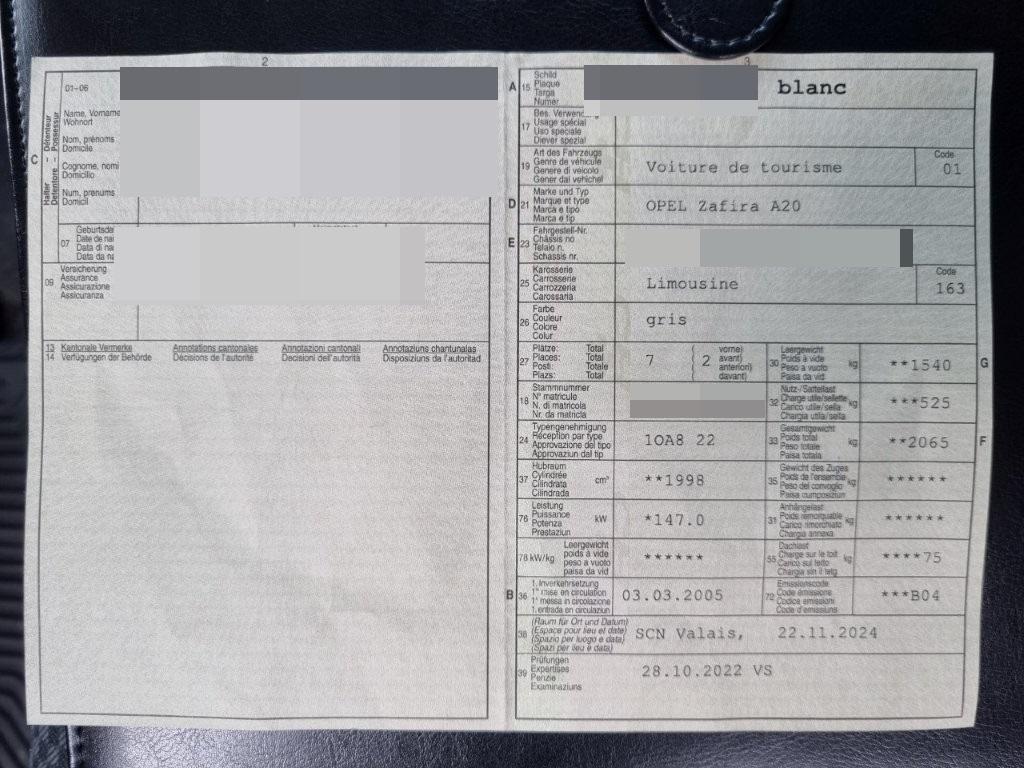 2
01-06
Name, Vorname
Wohnort
Nom, prénoms
Domicile
Cognome, nomi
Domicilio
Num, prenums
Domicil
C
Halter – Détenteur
Detentore – Possessur
07
Date de
Data di
Data da
09
Versicherung
Assurance
Assicurazione
Assicuranza
13 Kantonale Vermerke Annotations cantonales Annotazioni cantonali Annotaziuns chantunalas
14 Verfügungen der Behörde Décisions de l'autorité Decisioni dell'autorità Disposiziuns da l'autoritad
3
A 15
Schild
Plaque
Targa
Numer
blanc
17
Usage spécial
Uso speciale
Diever spezial
19
Art des Fahrzeugs
Genre de véhicule
Genere di veicolo
Gener dal vehichel
Voiture de tourisme
Code
01
D 21
Marke und Typ
Marque et type
Marca e tipo
Marca e tip
OPEL Zafira A20
E 23
Fahrgestell-Nr.
Châssis no
Telaio n.
Schassis nr.
25
Karosserie
Carrosserie
Carrozzeria
Carossaria
Limousine
Code
163
26
Farbe
Couleur
Colore
Colur
gris
27
Plätze: Total
Places: Total
Posti: Totale
Plazs: Total
7
( 2
vorne)
avant)
anteriori)
davant)
30
Leergewicht
Poids à vide
Peso a vuoto
Paisa da vid
kg
**1540
G
18
Stammnummer
N° matricule
N. di matricola
Nr. da matricla
32
Nutz-/Sattellast
Charge utile/sellette
Carico utile/sella
Chargia utila/sella
kg
***525
24
Typengenehmigung
Réception par type
Approvazione del tipo
Approvaziun dal tip
1OA8 22
33
Gesamtgewicht
Poids total
Peso totale
Paisa totala
kg
**2065
F
37
Hubraum
Cylindrée
Cilindrata
Cilindrada
cm³
**1998
35
Gewicht des Zuges
Poids de l'ensemble
Peso del convoglio
Paisa cumposiziun
kg
******
76
Leistung
Puissance
Potenza
Prestaziun
kW
*147.0
31
Anhängelast
Poids remorquable
Carico rimorchiato
Chargia annexa
kg
******
78 kW/kg
Leergewicht
poids à vide
peso a vuoto
paisa da vid
******
55
Dachlast
Charge sur le toit
Carico sul tetto
Chargia sin il tetg
kg
****75
B 36
1. Inverkehrsetzung
1re mise en circulation
1a messa in circolazione
1. entrada en circulaziun
03.03.2005
72
Emissionscode
Code émissions
Codice emissioni
Code d'emissiuns
***B04
38
(Raum für Ort und Datum)
(Espace pour lieu et date)
(Spazio per luogo e data)
(Spazi per lieu e data)
SCN Valais, 22.11.2024
39
Prüfungen
Expertises
Perizie
Examinaziuns
28.10.2022 VS